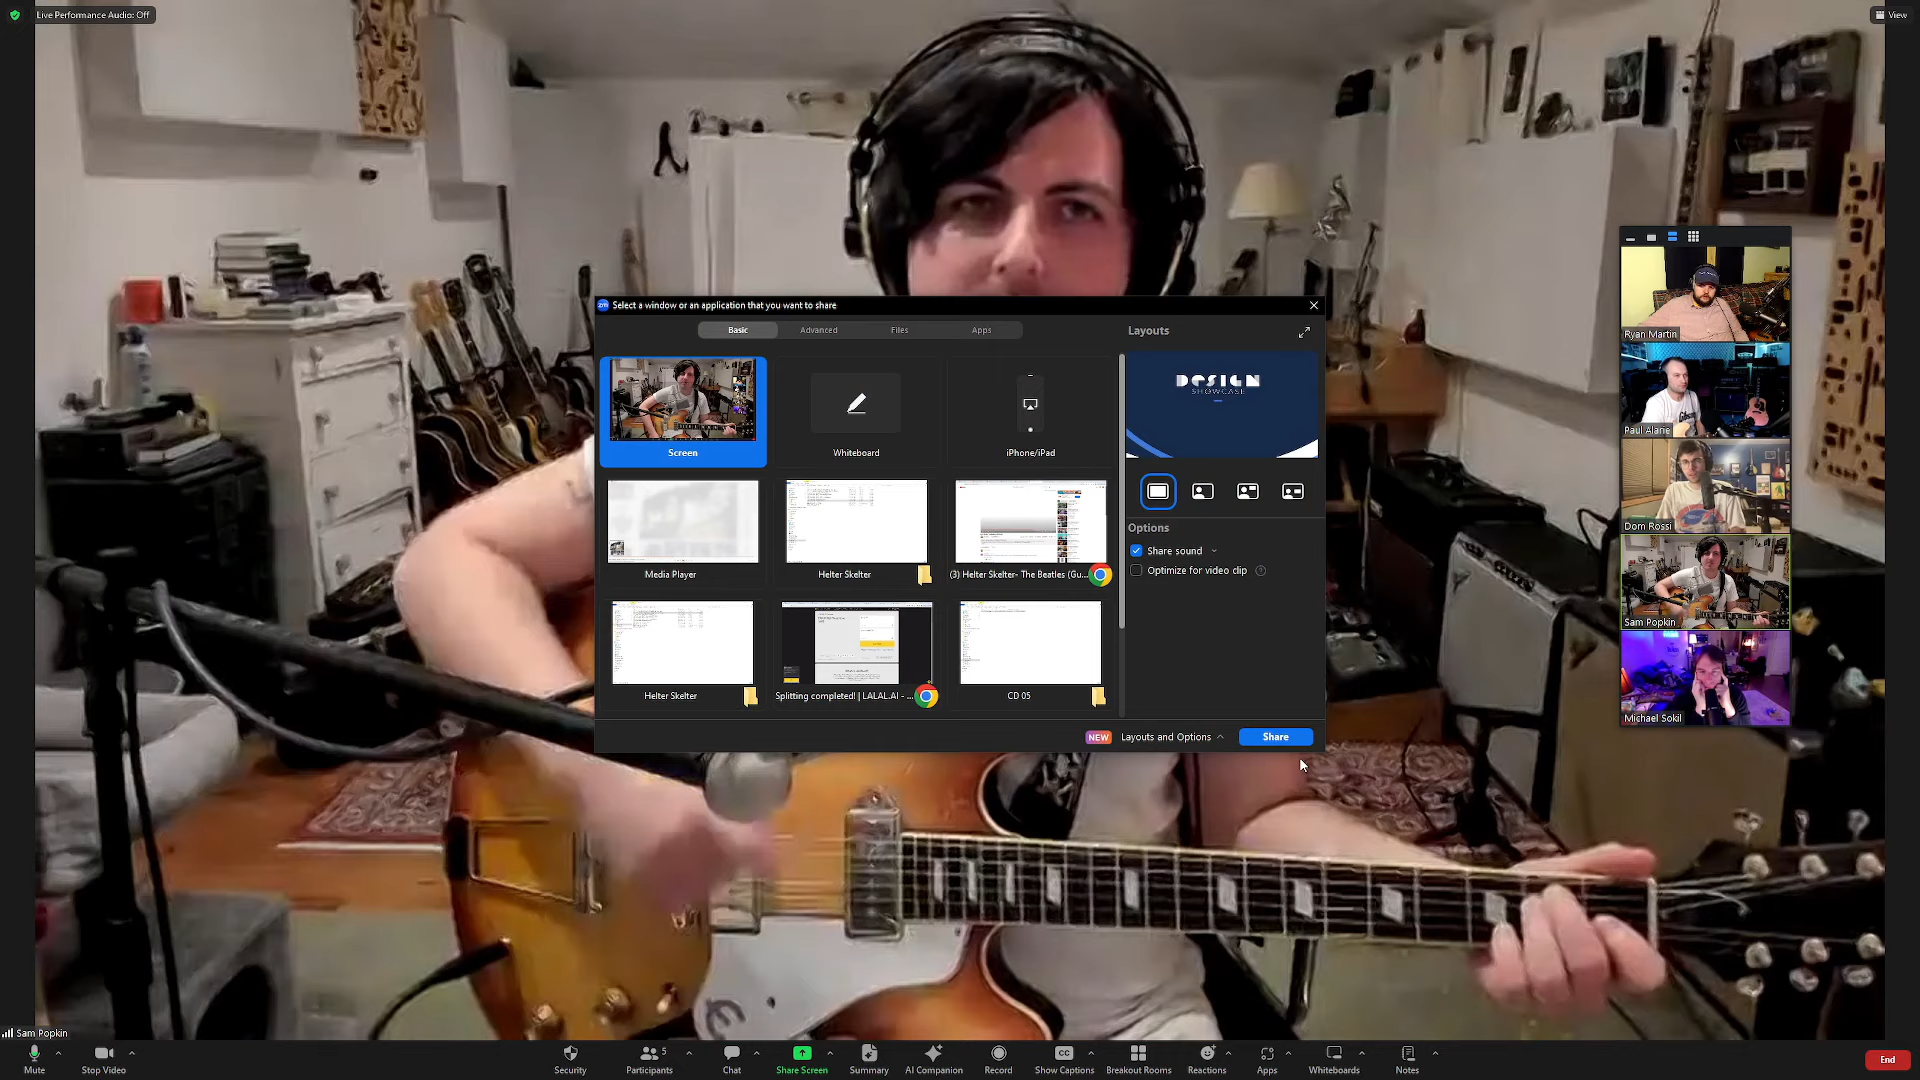 Live Performance Audio: Off
View
Select a window or an application that you want to share
Basic
Advanced
Files
Apps
Layouts
Screen
Whiteboard
iPhone/iPad
DESIGN
SHOWCASE
Media Player
Helter Skelter
(3) Helter Skelter- The Beatles (Gu...
Options
Share sound
Optimize for video clip
Helter Skelter
Splitting completed! | LALAL.AI - ...
CD 05
NEW
Layouts and Options
Share
Ryan Martin
Paul Alarie
Dom Rossi
Sam Popkin
Michael Sokil
Sam Popkin
Mute
Stop Video
Security
5
Participants
Chat
Share Screen
Summary
AI Companion
Record
CC
Show Captions
Breakout Rooms
Reactions
Apps
Whiteboards
Notes
End